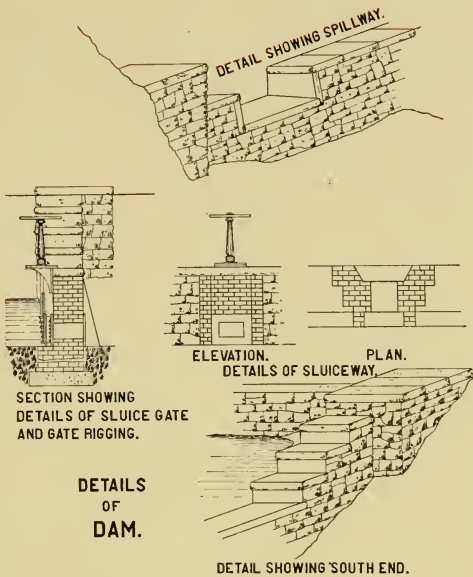 DETAIL SHOWING SPILLWAY.
ELEVATION.
PLAN.
DETAILS OF SLUICEWAY.
SECTION SHOWING
DETAILS OF SLUICE GATE
AND GATE RIGGING.
DETAILS
OF
DAM.
DETAIL SHOWING SOUTH END.